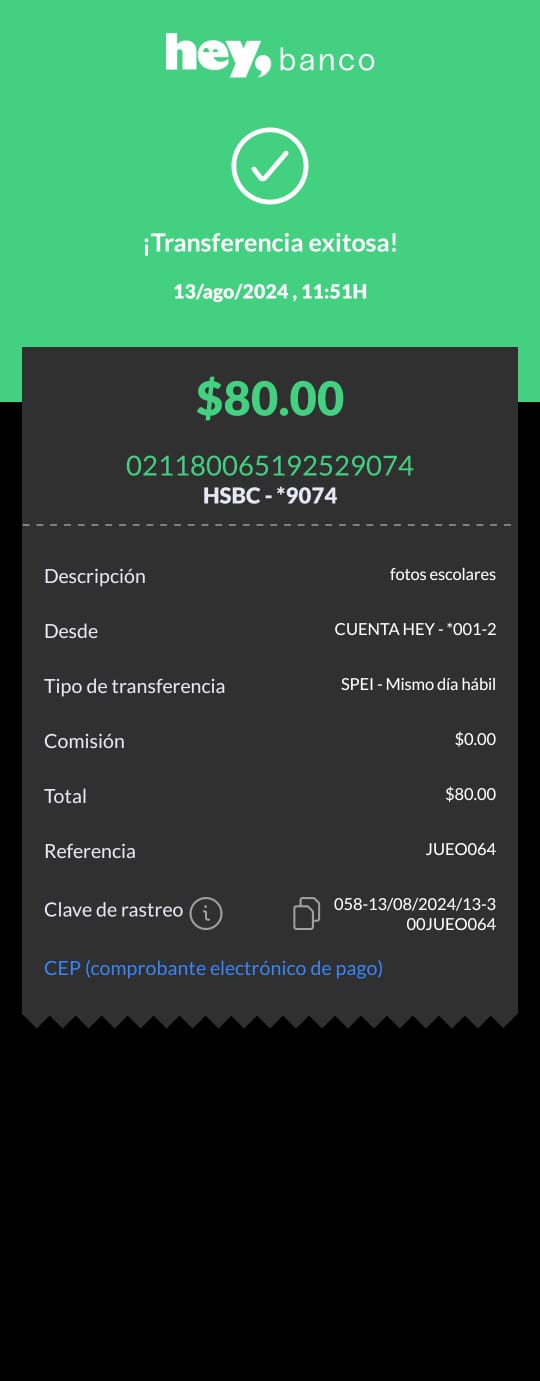 hey, banco
¡Transferencia exitosa!
13/ago/2024 , 11:51H
$80.00
021180065192529074
HSBC - *9074
Descripción fotos escolares
Desde CUENTA HEY - *001-2
Tipo de transferencia SPEI - Mismo día hábil
Comisión $0.00
Total $80.00
Referencia JUEO064
Clave de rastreo 058-13/08/2024/13-3
00JUEO064
CEP (comprobante electrónico de pago)